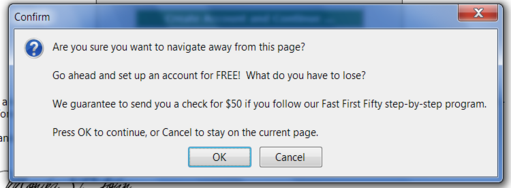 Create Account and Continue ...
Confirm
Are you sure you want to navigate away from this page?
Go ahead and set up an account for FREE! What do you have to lose?
We guarantee to send you a check for $50 if you follow our Fast First Fifty step-by-step program.
Press OK to continue, or Cancel to stay on the current page.
OK
Cancel